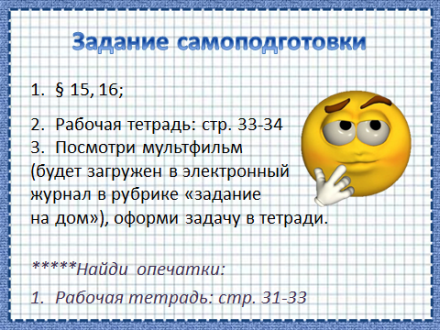 Задание самоподготовки
1. § 15, 16;
2. Рабочая тетрадь: стр. 33-34
3. Посмотри мультфильм
(будет загружен в электронный
журнал в рубрике «задание
на дом»), оформи задачу в тетради.
*****Найди опечатки:
1. Рабочая тетрадь: стр. 31-33